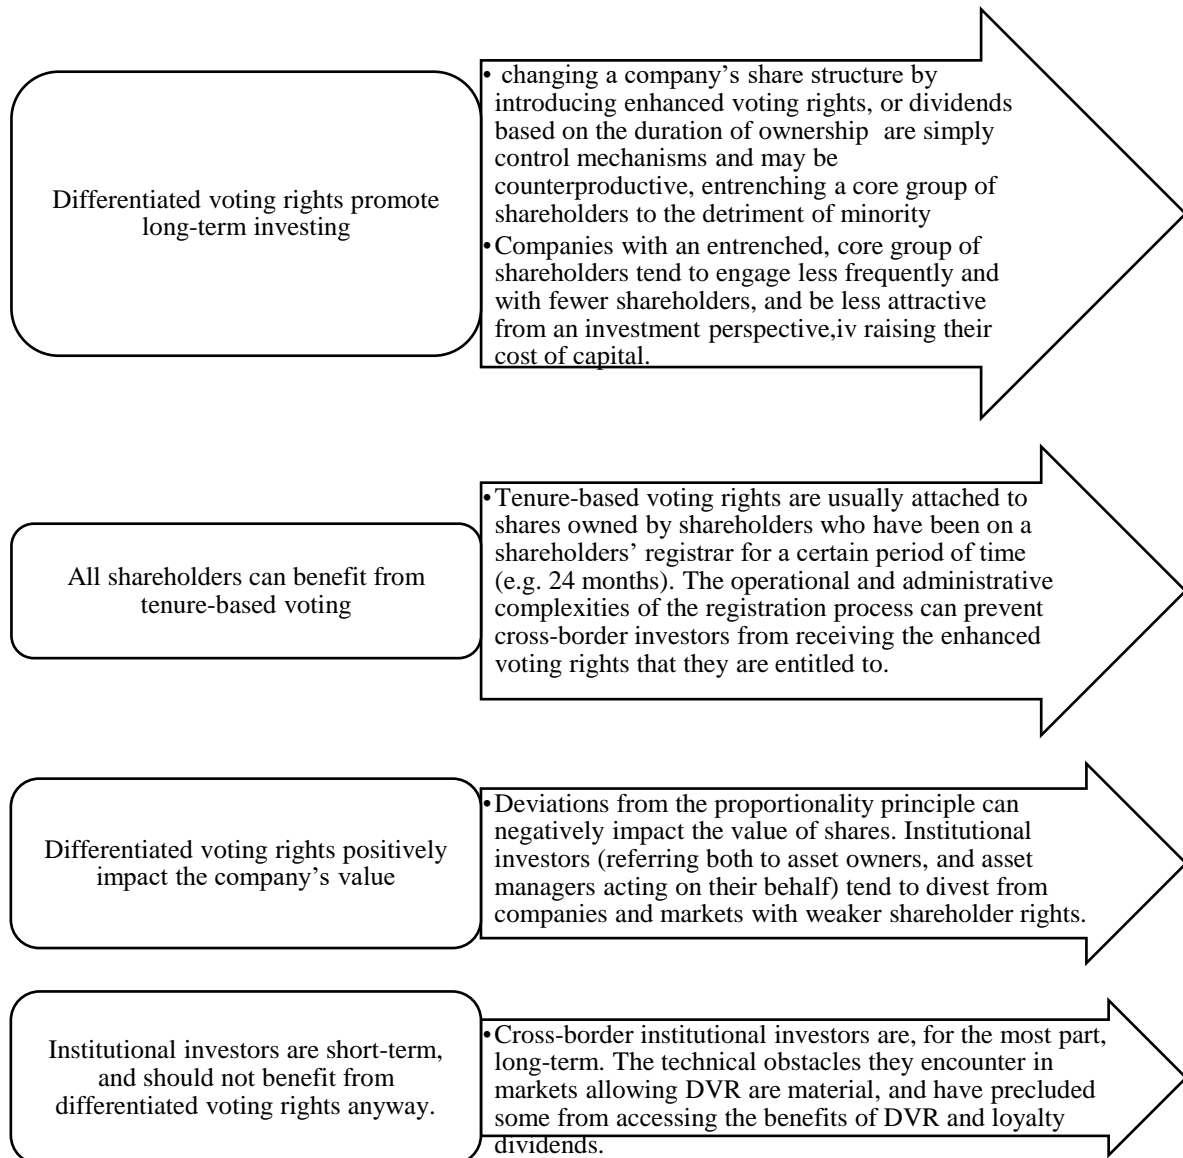 Differentiated voting rights promote
long-term investing
• changing a company’s share structure by
introducing enhanced voting rights, or dividends
based on the duration of ownership are simply
control mechanisms and may be
counterproductive, entrenching a core group of
shareholders to the detriment of minority
•Companies with an entrenched, core group of
shareholders tend to engage less frequently and
with fewer shareholders, and be less attractive
from an investment perspective,iv raising their
cost of capital.
All shareholders can benefit from
tenure-based voting
•Tenure-based voting rights are usually attached to
shares owned by shareholders who have been on a
shareholders’ registrar for a certain period of time
(e.g. 24 months). The operational and administrative
complexities of the registration process can prevent
cross-border investors from receiving the enhanced
voting rights that they are entitled to.
Differentiated voting rights positively
impact the company’s value
•Deviations from the proportionality principle can
negatively impact the value of shares. Institutional
investors (referring both to asset owners, and asset
managers acting on their behalf) tend to divest from
companies and markets with weaker shareholder rights.
Institutional investors are short-term,
and should not benefit from
differentiated voting rights anyway.
•Cross-border institutional investors are, for the most part,
long-term. The technical obstacles they encounter in
markets allowing DVR are material, and have precluded
some from accessing the benefits of DVR and loyalty
dividends.